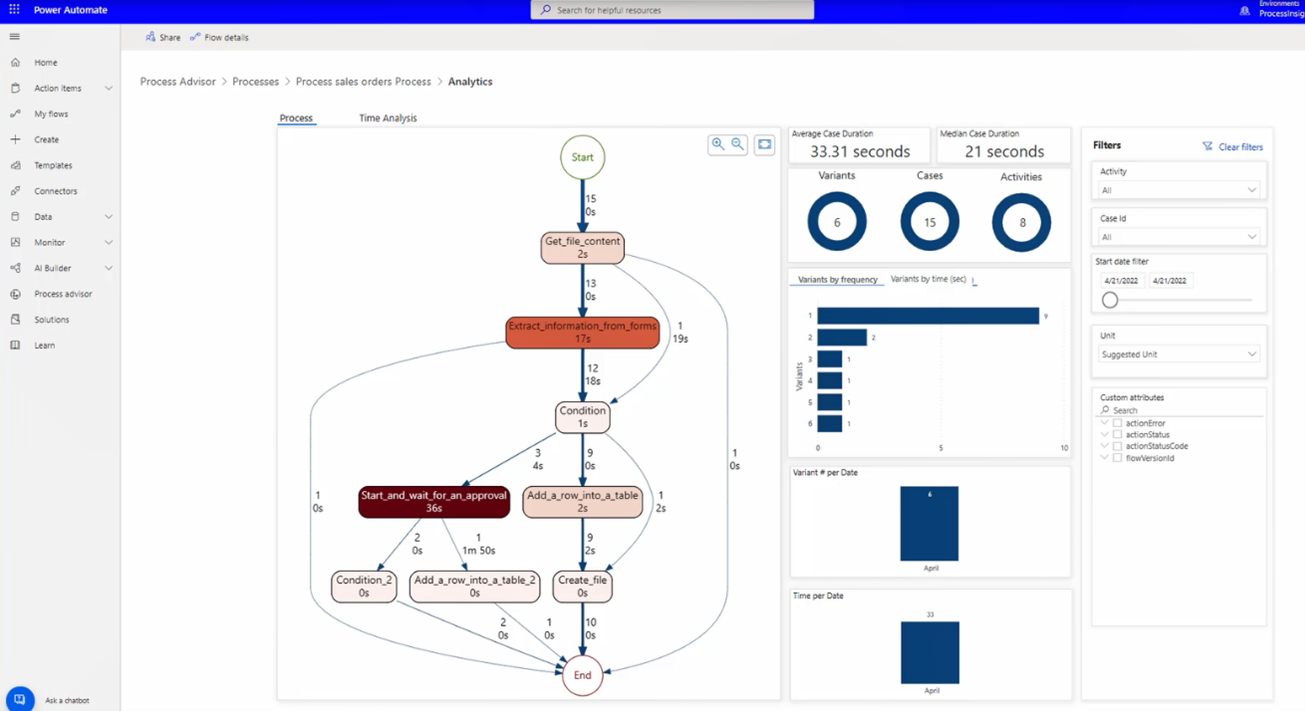 Power Automate
Search for helpful resources
Environments
ProcessInsig
Share
Flow details
Home
Action items
My flows
Create
Templates
Connectors
Data
Monitor
AI Builder
Process advisor
Solutions
Learn
Ask a chatbot
Process Advisor > Processes > Process sales orders Process > Analytics
Process
Time Analysis
Start
15
0s
Get_file_content
2s
13
0s
1
19s
Extract_information_from_forms
17s
12
18s
Condition
1s
3
4s
9
0s
1
0s
1
0s
Start_and_wait_for_an_approval
36s
Add_a_row_into_a_table
2s
1
2s
2
0s
1
1m 50s
9
2s
Condition_2
0s
Add_a_row_into_a_table_2
0s
Create_file
0s
2
0s
1
0s
10
0s
End
Average Case Duration
33.31 seconds
Median Case Duration
21 seconds
Variants
Cases
Activities
6
15
8
Variants by frequency
Variants by time (sec)
Variants
1
9
2
2
3
1
4
1
5
1
6
1
0
5
10
Variant # per Date
6
April
Time per Date
33
April
Filters
Clear filters
Activity
All
Case Id
All
Start date filter
4/21/2022
4/21/2022
Unit
Suggested Unit
Custom attributes
Search
actionError
actionStatus
actionStatusCode
flowVersionId